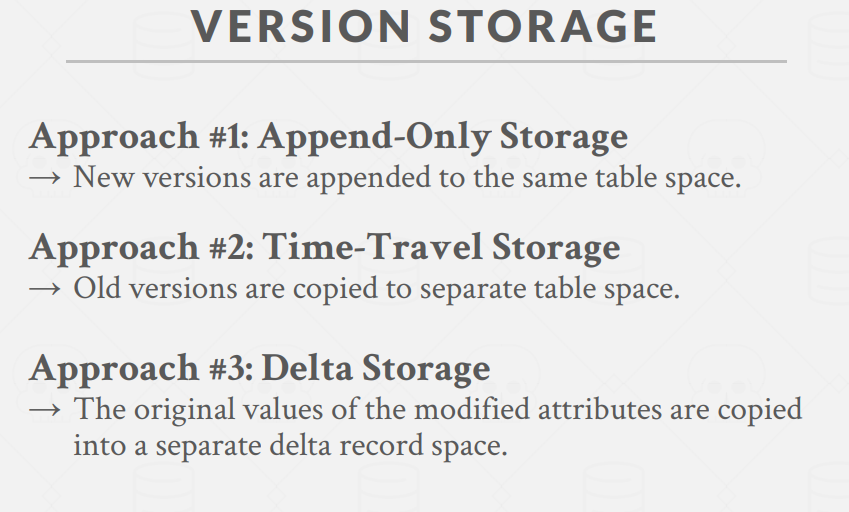 VERSION STORAGE
Approach #1: Append-Only Storage
→ New versions are appended to the same table space.
Approach #2: Time-Travel Storage
→ Old versions are copied to separate table space.
Approach #3: Delta Storage
→ The original values of the modified attributes are copied
into a separate delta record space.